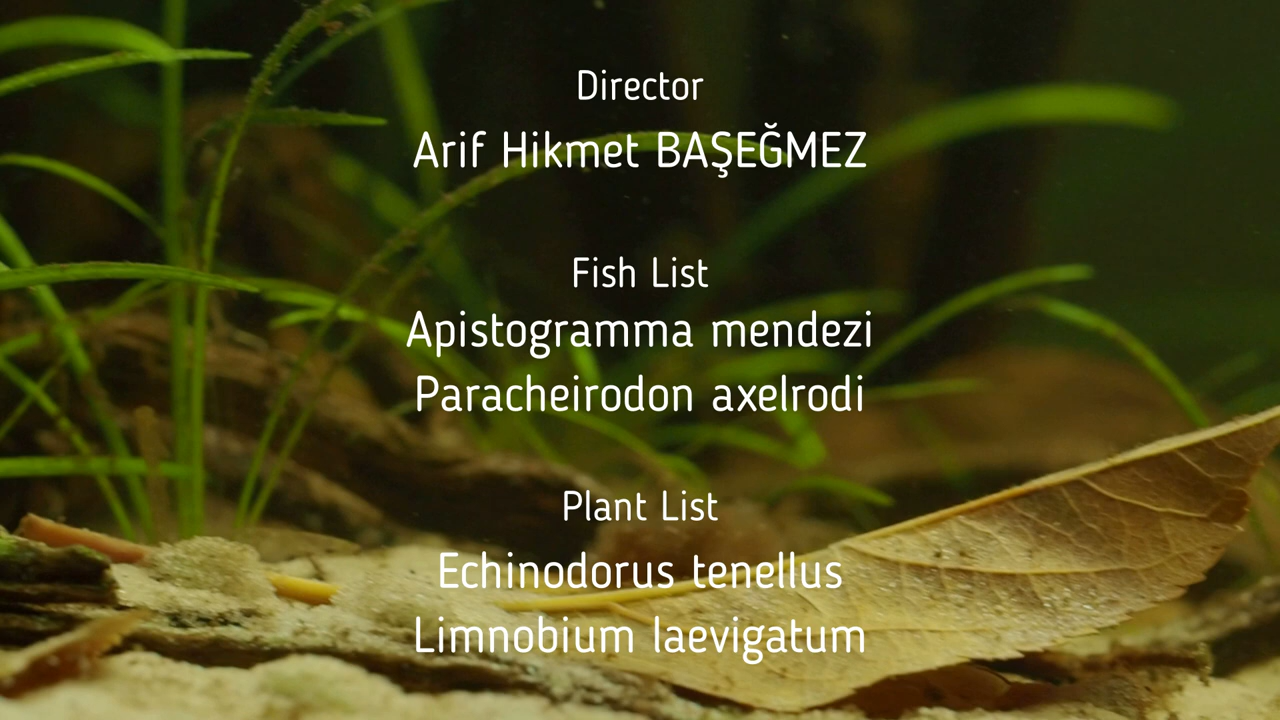 Director
Arif Hikmet BAŞEĞMEZ
Fish List
Apistogramma mendezi
Paracheirodon axelrodi
Plant List
Echinodorus tenellus
Limnobium laevigatum